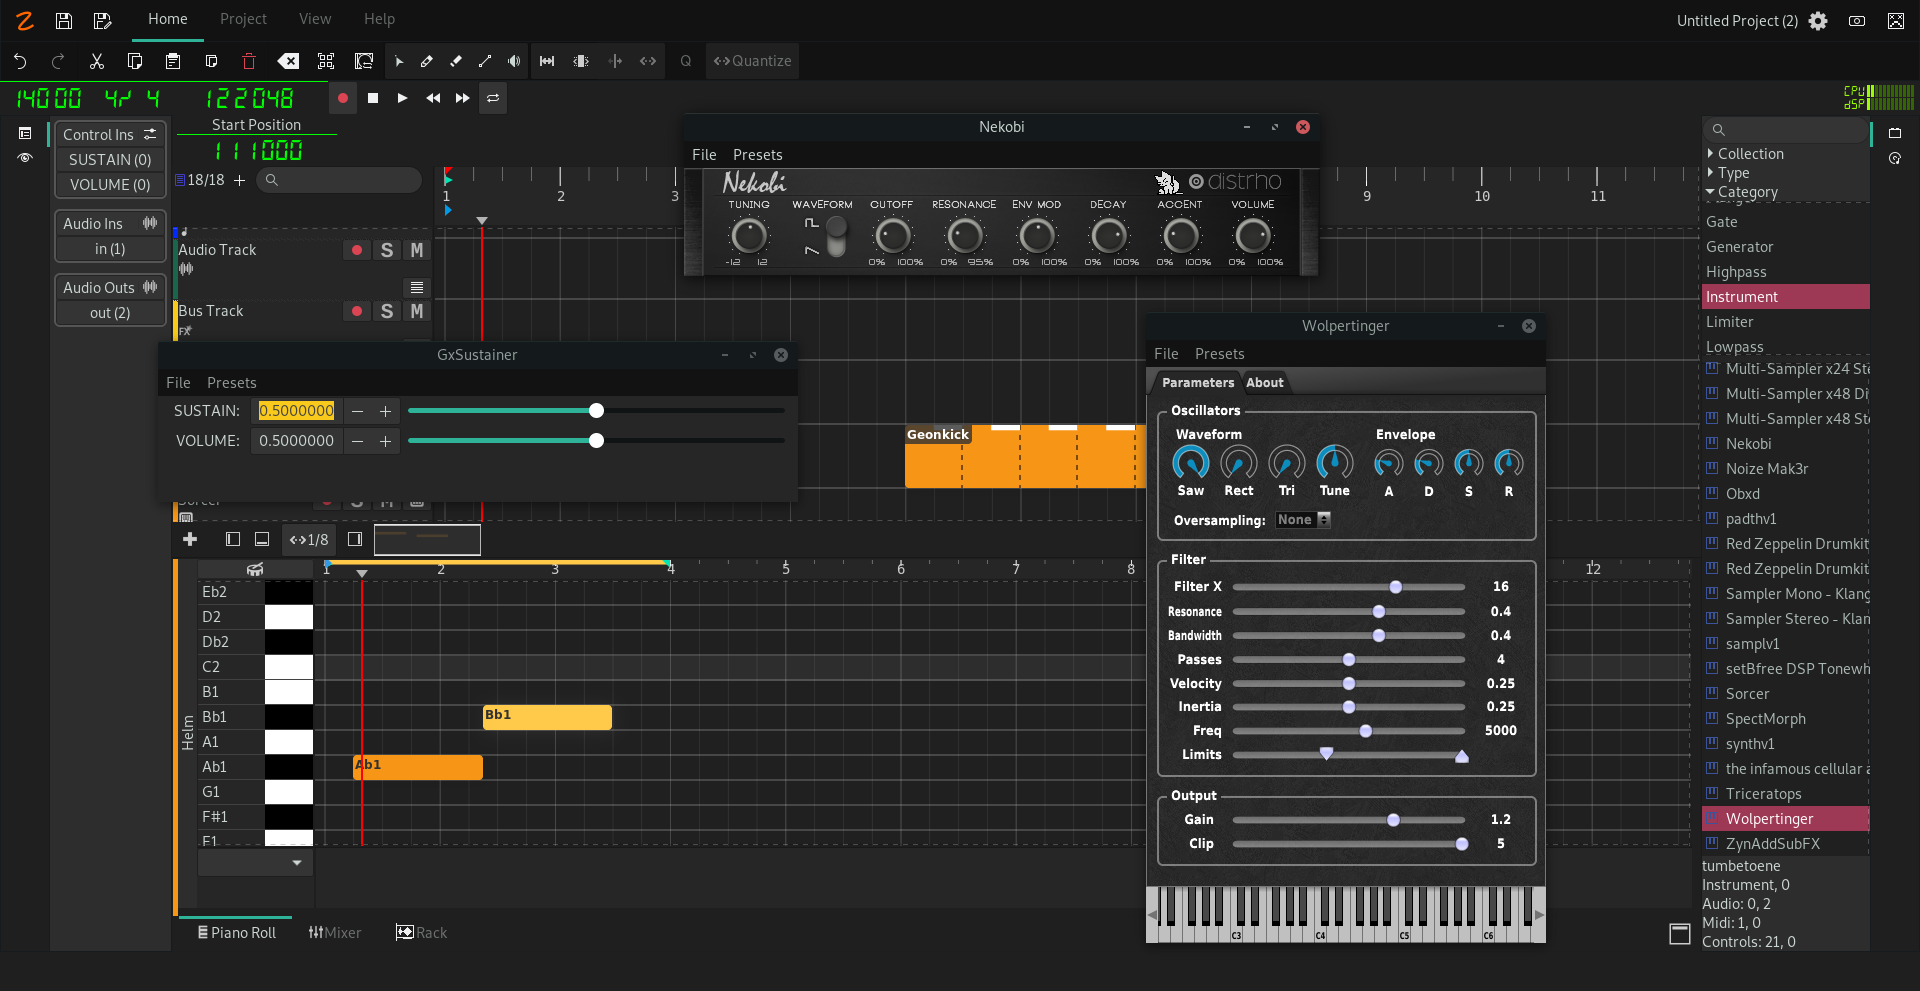 Home Project View Help
Untitled Project (2)
Q Quantize
140.00 4/4 122048
CPU
dSP
Start Position
111000
Control Ins
SUSTAIN (0)
VOLUME (0)
Audio Ins
in (1)
Audio Outs
out (2)
18/18
1 2 3 9 10 11
Audio Track
S M
Bus Track
S M
FX
Geonkick
Nekobi
File Presets
Nekobi distrho
TUNING WAVEFORM CUTOFF RESONANCE ENV MOD DECAY ACCENT VOLUME
-12 12 0% 100% 0% 95% 0% 100% 0% 100% 0% 100% 0% 100%
GxSustainer
File Presets
SUSTAIN: 0.5000000
VOLUME: 0.5000000
Wolpertinger
File Presets
Parameters About
Oscillators
Waveform Envelope
Saw Rect Tri Tune A D S R
Oversampling: None
Filter
Filter X 16
Resonance 0.4
Bandwidth 0.4
Passes 4
Velocity 0.25
Inertia 0.25
Freq 5000
Limits
Output
Gain 1.2
Clip 5
C3 C4 C5 C6
1/8
1 2 3 4 5 6 7 8 12
Helm
Eb2
D2
Db2
C2
B1
Bb1
A1
Ab1
G1
F#1
F1
Bb1
Ab1
Piano Roll Mixer Rack
Collection
Type
Category
Gate
Generator
Highpass
Instrument
Limiter
Lowpass
Multi-Sampler x24 Ste
Multi-Sampler x48 Di
Multi-Sampler x48 Ste
Nekobi
Noize Mak3r
Obxd
padthv1
Red Zeppelin Drumkit
Red Zeppelin Drumkit
Sampler Mono - Klang
Sampler Stereo - Klan
samplv1
setBfree DSP Tonewh
Sorcer
SpectMorph
synthv1
the infamous cellular a
Triceratops
Wolpertinger
ZynAddSubFX
tumbetoene
Instrument, 0
Audio: 0, 2
Midi: 1, 0
Controls: 21, 0